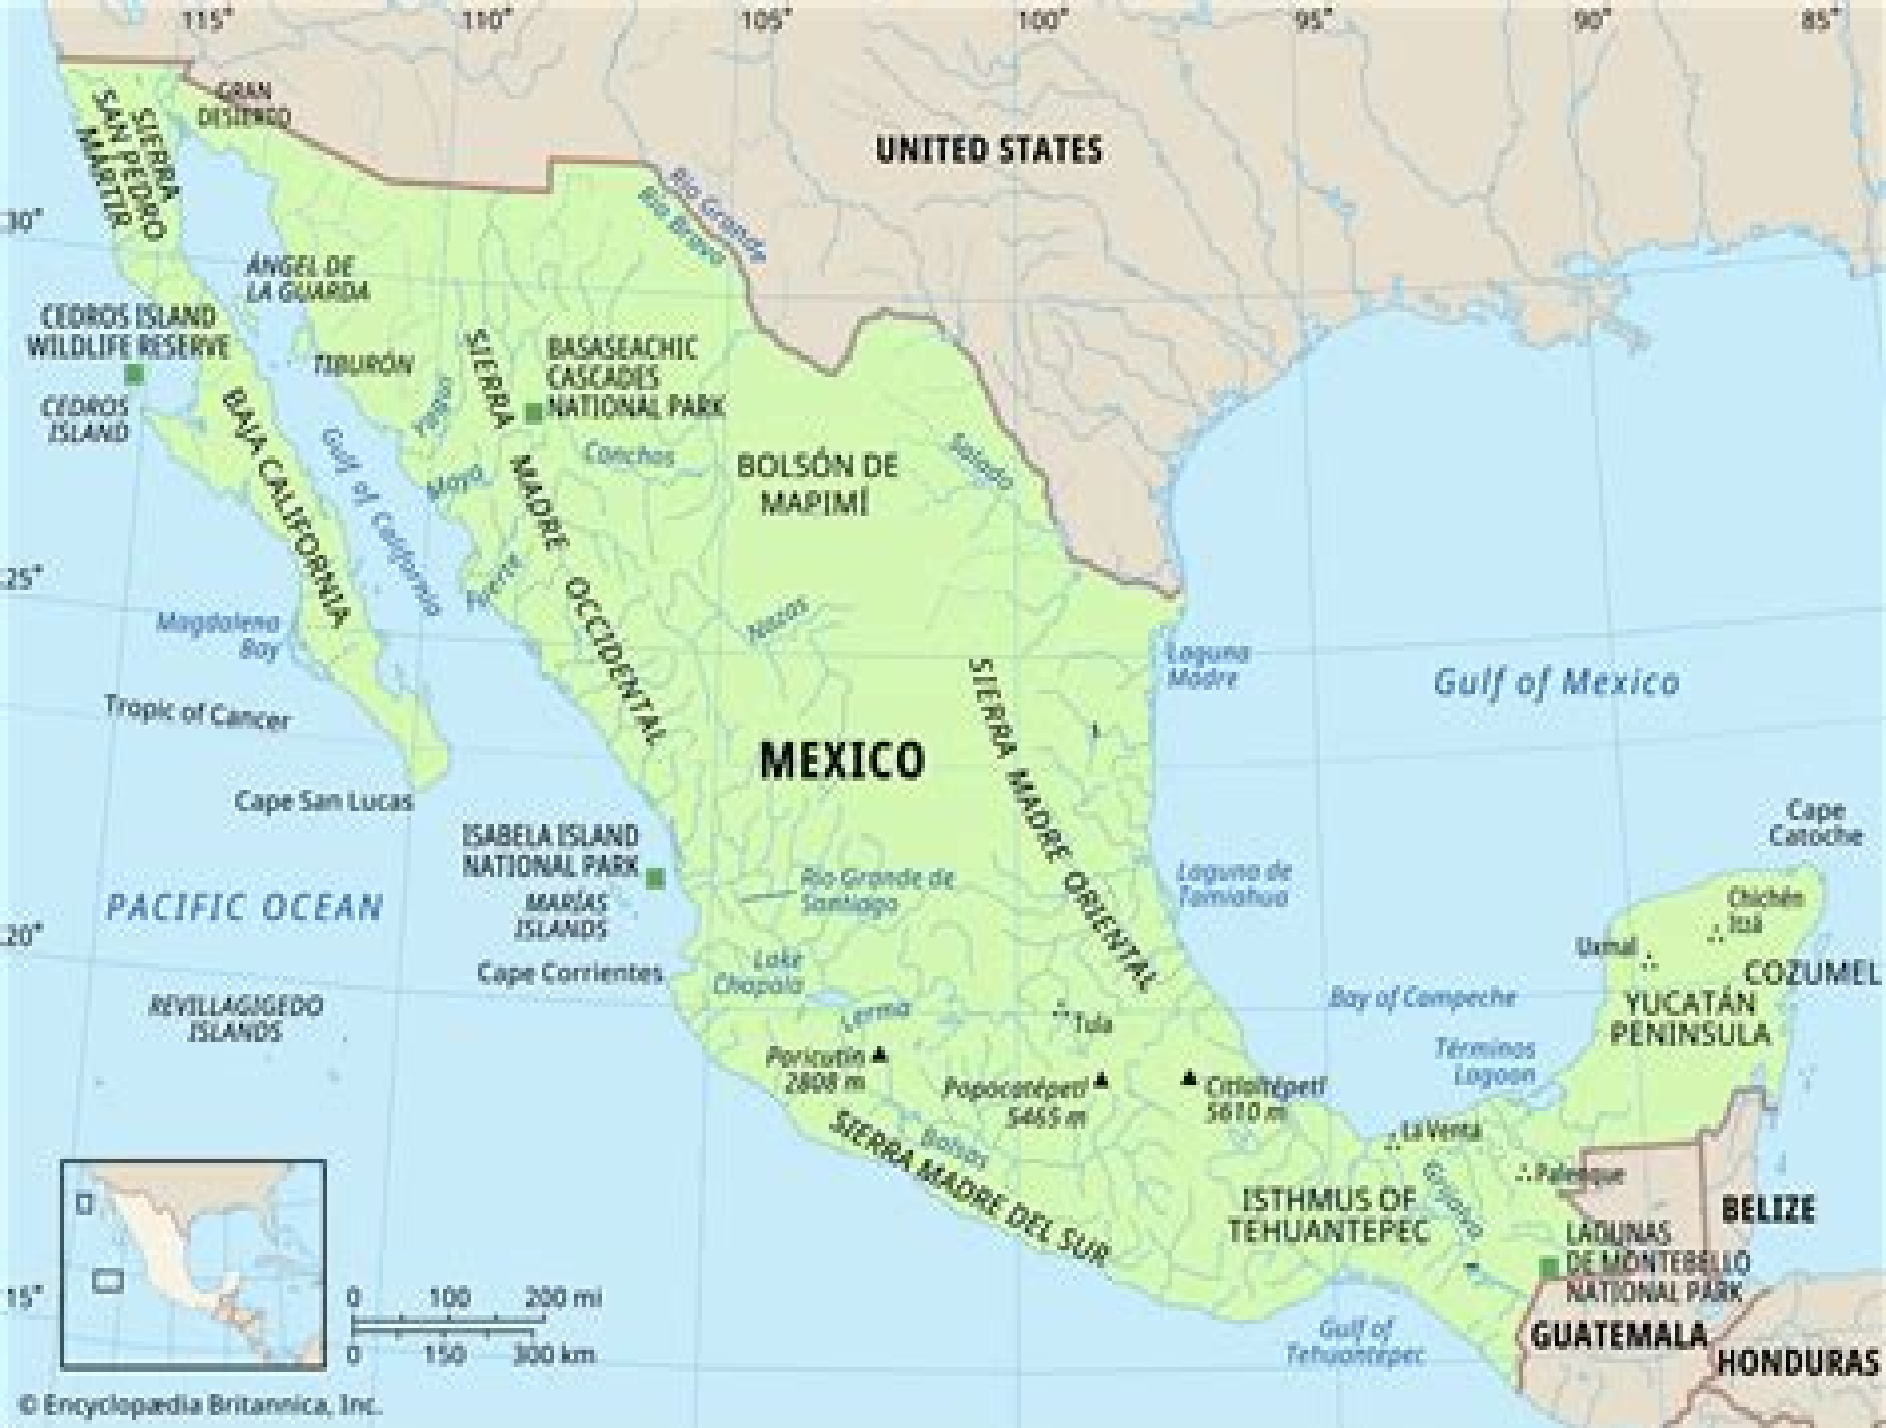 115°
110°
105°
100°
95°
90°
85°
GRAN
DESIERTO
SIERRA
SAN PEDRO
MÁRTIR
UNITED STATES
Rio Grande
Río Bravo
30°
ÁNGEL DE
LA GUARDA
CEDROS ISLAND
WILDLIFE RESERVE
TIBURÓN
CEDROS
ISLAND
BASASEACHIC
CASCADES
NATIONAL PARK
Yaqui
Mayo
Fuerte
Conchos
BOLSÓN DE
MAPIMÍ
Salado
BAJA CALIFORNIA
Gulf of California
SIERRA MADRE OCCIDENTAL
25°
Magdalena
Bay
Nazas
Laguna
Madre
Gulf of Mexico
Tropic of Cancer
MEXICO
SIERRA MADRE ORIENTAL
Cape San Lucas
ISABELA ISLAND
NATIONAL PARK
MARÍAS
ISLANDS
Río Grande de
Santiago
Laguna de
Tamiahua
Cape
Catoche
PACIFIC OCEAN
Chichén
Itzá
Uxmal
COZUMEL
20°
Cape Corrientes
Lake
Chapala
Lerma
Tula
REVILLAGIGEDO
ISLANDS
Bay of Campeche
YUCATÁN
PENINSULA
Términos
Lagoon
Paricutín
2808 m
Popocatépetl
5465 m
Citlaltépetl
5610 m
SIERRA MADRE DEL SUR
Balsas
La Venta
Palenque
Grijalva
ISTHMUS OF
TEHUANTEPEC
BELIZE
LAGUNAS
DE MONTEBELLO
NATIONAL PARK
15°
0 100 200 mi
0 150 300 km
Gulf of
Tehuantepec
GUATEMALA
HONDURAS
© Encyclopædia Britannica, Inc.